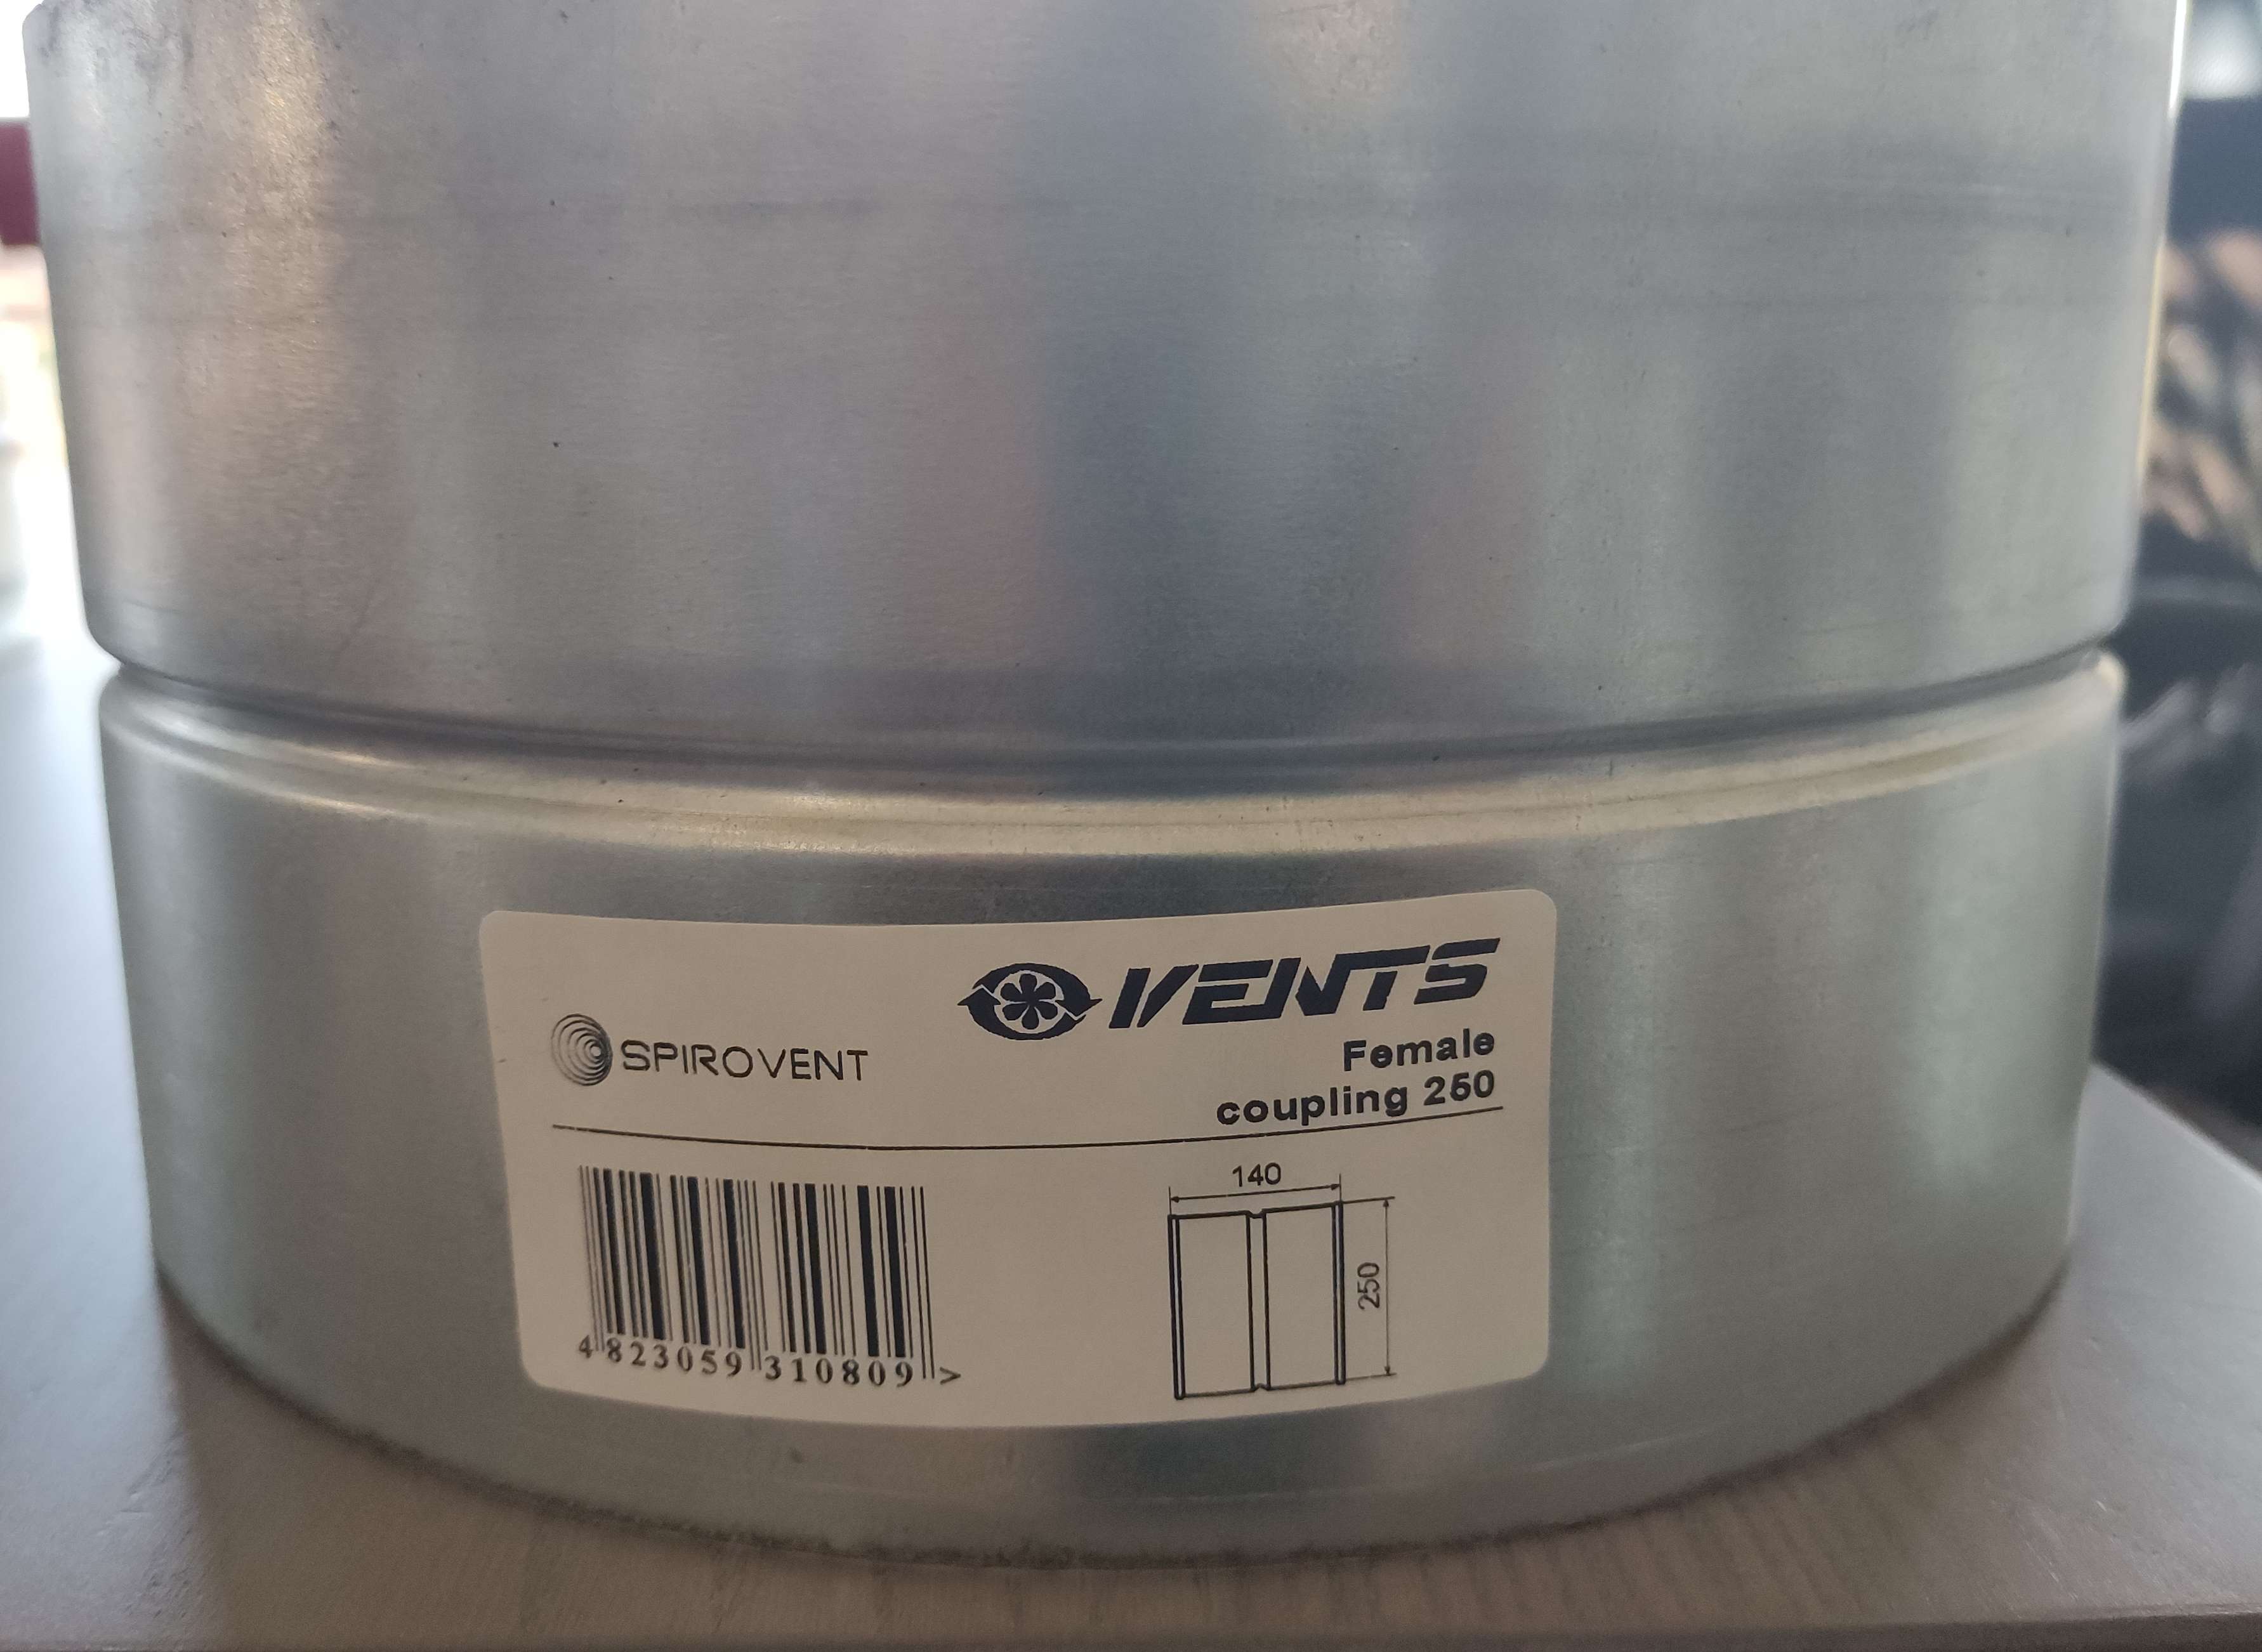 VENTS
SPIROVENT
Female
coupling 250
140
250
4 823059 310809 >